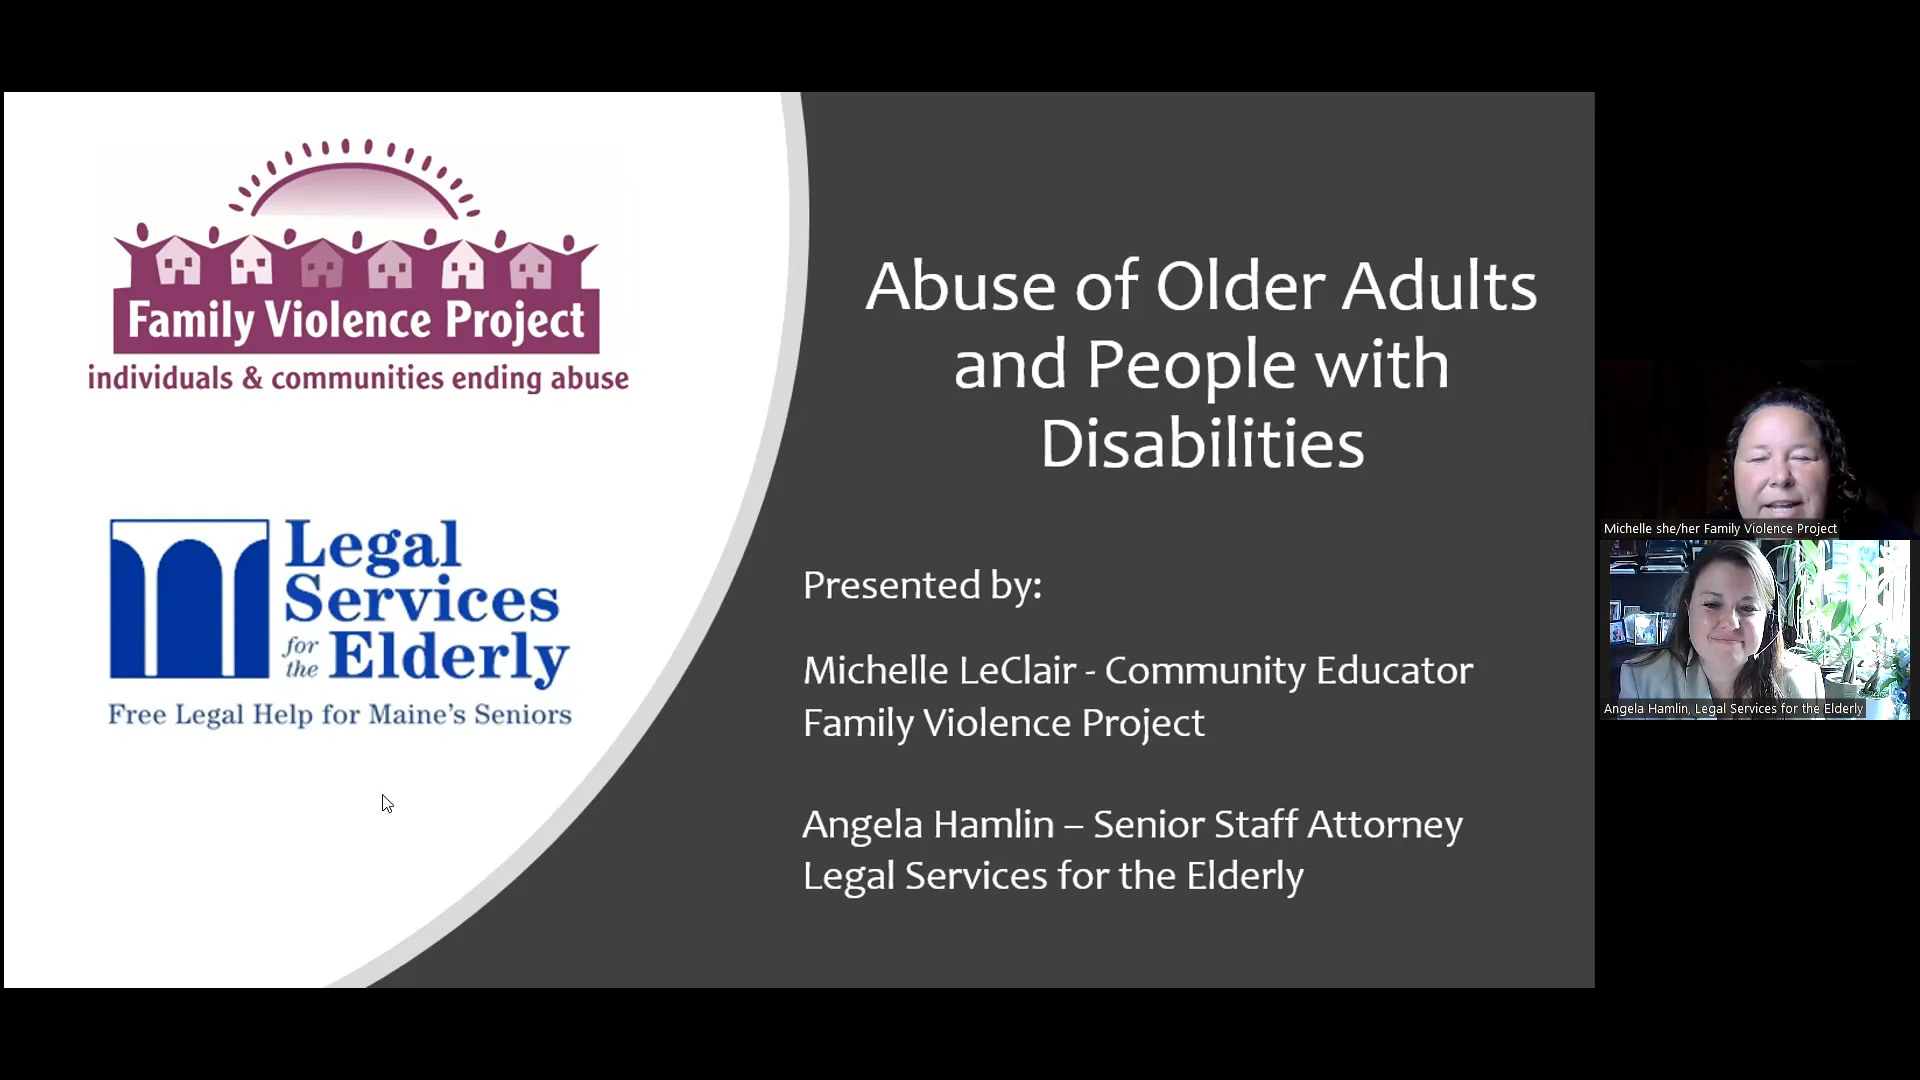 Family Violence Project
individuals & communities ending abuse
Legal
Services
for the Elderly
Free Legal Help for Maine's Seniors
Abuse of Older Adults
and People with
Disabilities
Presented by:
Michelle LeClair - Community Educator
Family Violence Project
Angela Hamlin – Senior Staff Attorney
Legal Services for the Elderly
Michelle she/her Family Violence Project
Angela Hamlin, Legal Services for the Elderly